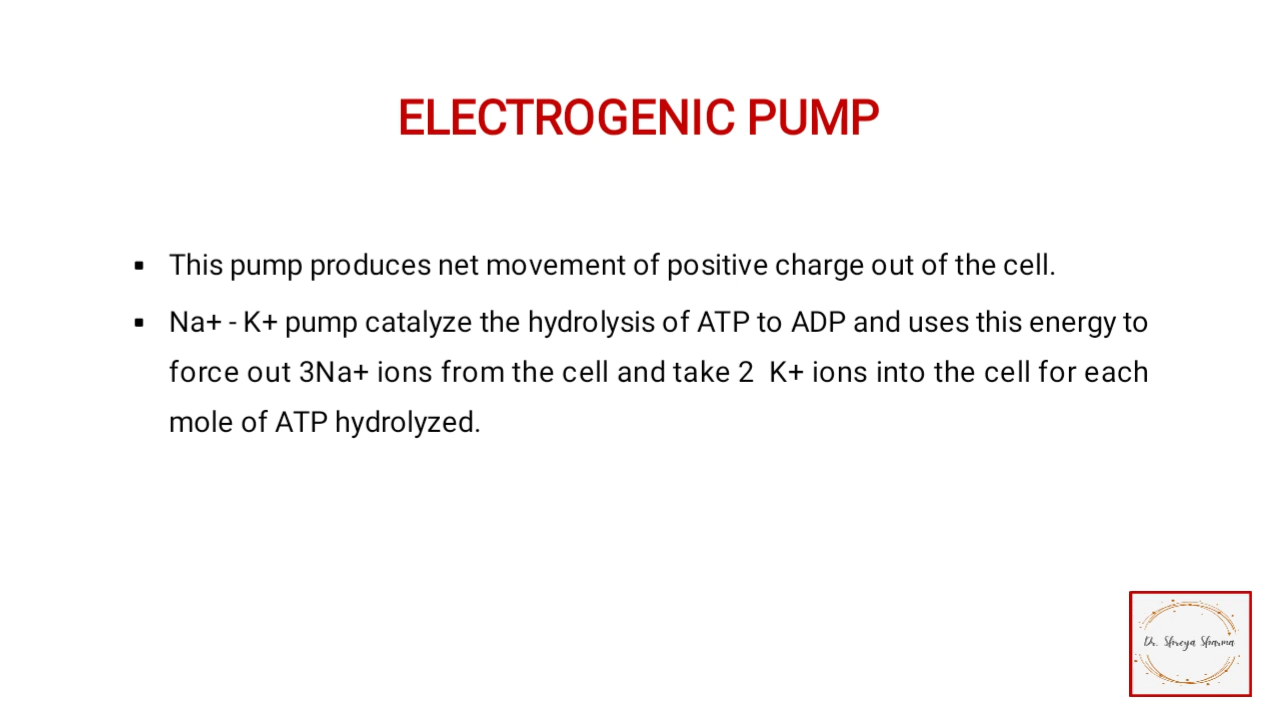 ELECTROGENIC PUMP
▪ This pump produces net movement of positive charge out of the cell.
▪ Na+ - K+ pump catalyze the hydrolysis of ATP to ADP and uses this energy to
force out 3Na+ ions from the cell and take 2 K+ ions into the cell for each
mole of ATP hydrolyzed.
Dr. Shreya Sharma